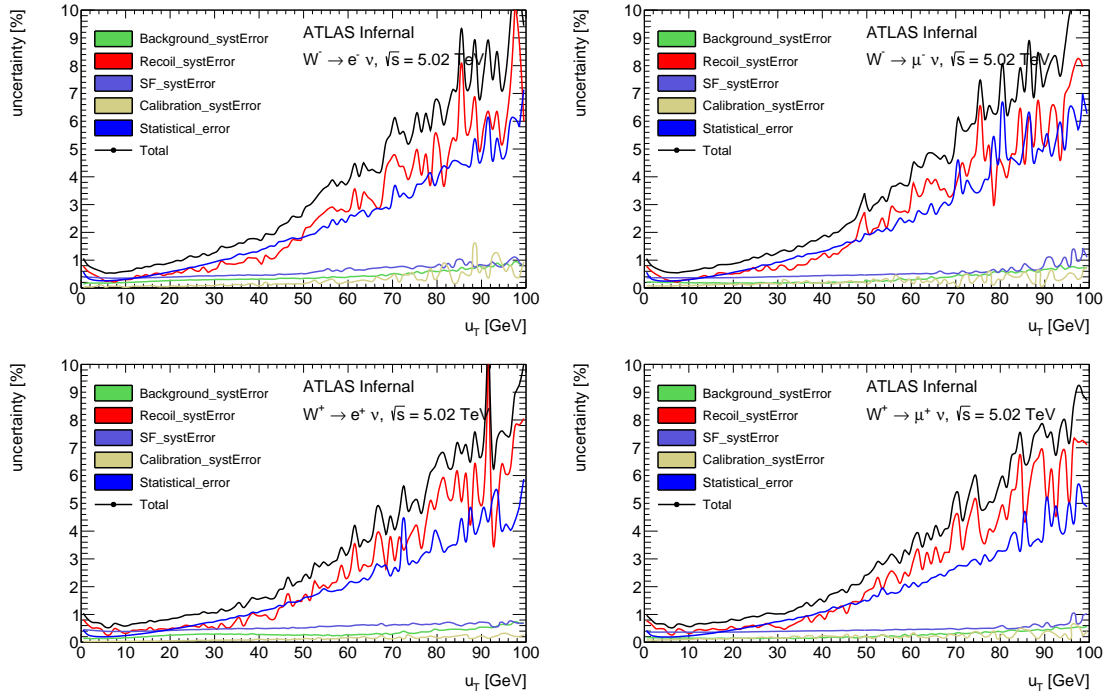 uncertainty [%]
10
9
8
7
6
5
4
3
2
1
0
Background_systError
Recoil_systError
SF_systError
Calibration_systError
Statistical_error
Total
ATLAS Internal
W⁻ → e⁻ ν, √s = 5.02 TeV
0 10 20 30 40 50 60 70 80 90 100
u_T [GeV]
uncertainty [%]
10
9
8
7
6
5
4
3
2
1
0
Background_systError
Recoil_systError
SF_systError
Calibration_systError
Statistical_error
Total
ATLAS Internal
W⁻ → μ⁻ ν, √s = 5.02 TeV
0 10 20 30 40 50 60 70 80 90 100
u_T [GeV]
uncertainty [%]
10
9
8
7
6
5
4
3
2
1
0
Background_systError
Recoil_systError
SF_systError
Calibration_systError
Statistical_error
Total
ATLAS Internal
W⁺ → e⁺ ν, √s = 5.02 TeV
0 10 20 30 40 50 60 70 80 90 100
u_T [GeV]
uncertainty [%]
10
9
8
7
6
5
4
3
2
1
0
Background_systError
Recoil_systError
SF_systError
Calibration_systError
Statistical_error
Total
ATLAS Internal
W⁺ → μ⁺ ν, √s = 5.02 TeV
0 10 20 30 40 50 60 70 80 90 100
u_T [GeV]